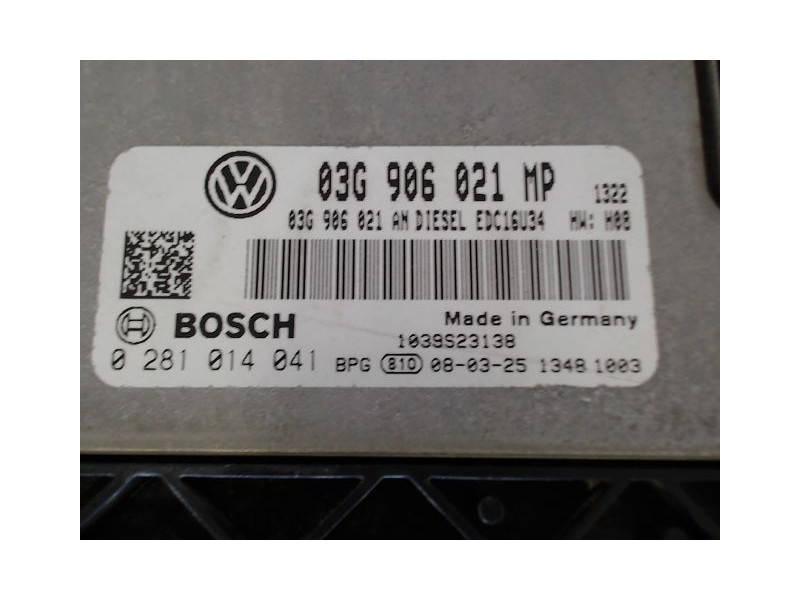 03G 906 021 MP 1322
03G 906 021 AN DIESEL EDC16U34 HW: H08
BOSCH
Made in Germany
1039S23138
0 281 014 041 BPG 810 08-03-25 1348 1003